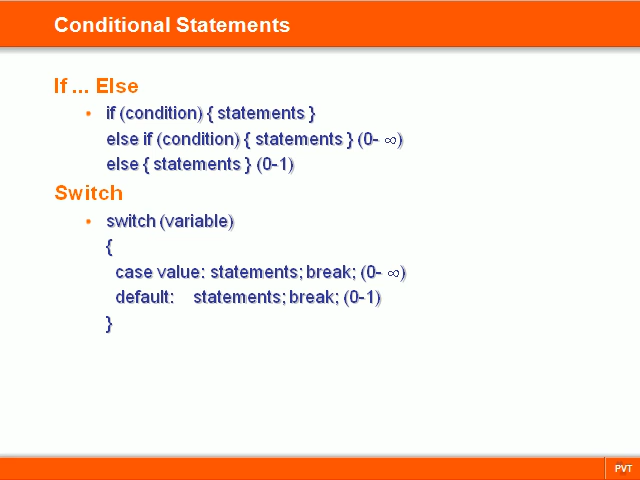 Conditional Statements
If ... Else
• if (condition) { statements }
else if (condition) { statements } (0- ∞)
else { statements } (0-1)
Switch
• switch (variable)
{
case value: statements; break; (0- ∞)
default: statements; break; (0-1)
}
PVT